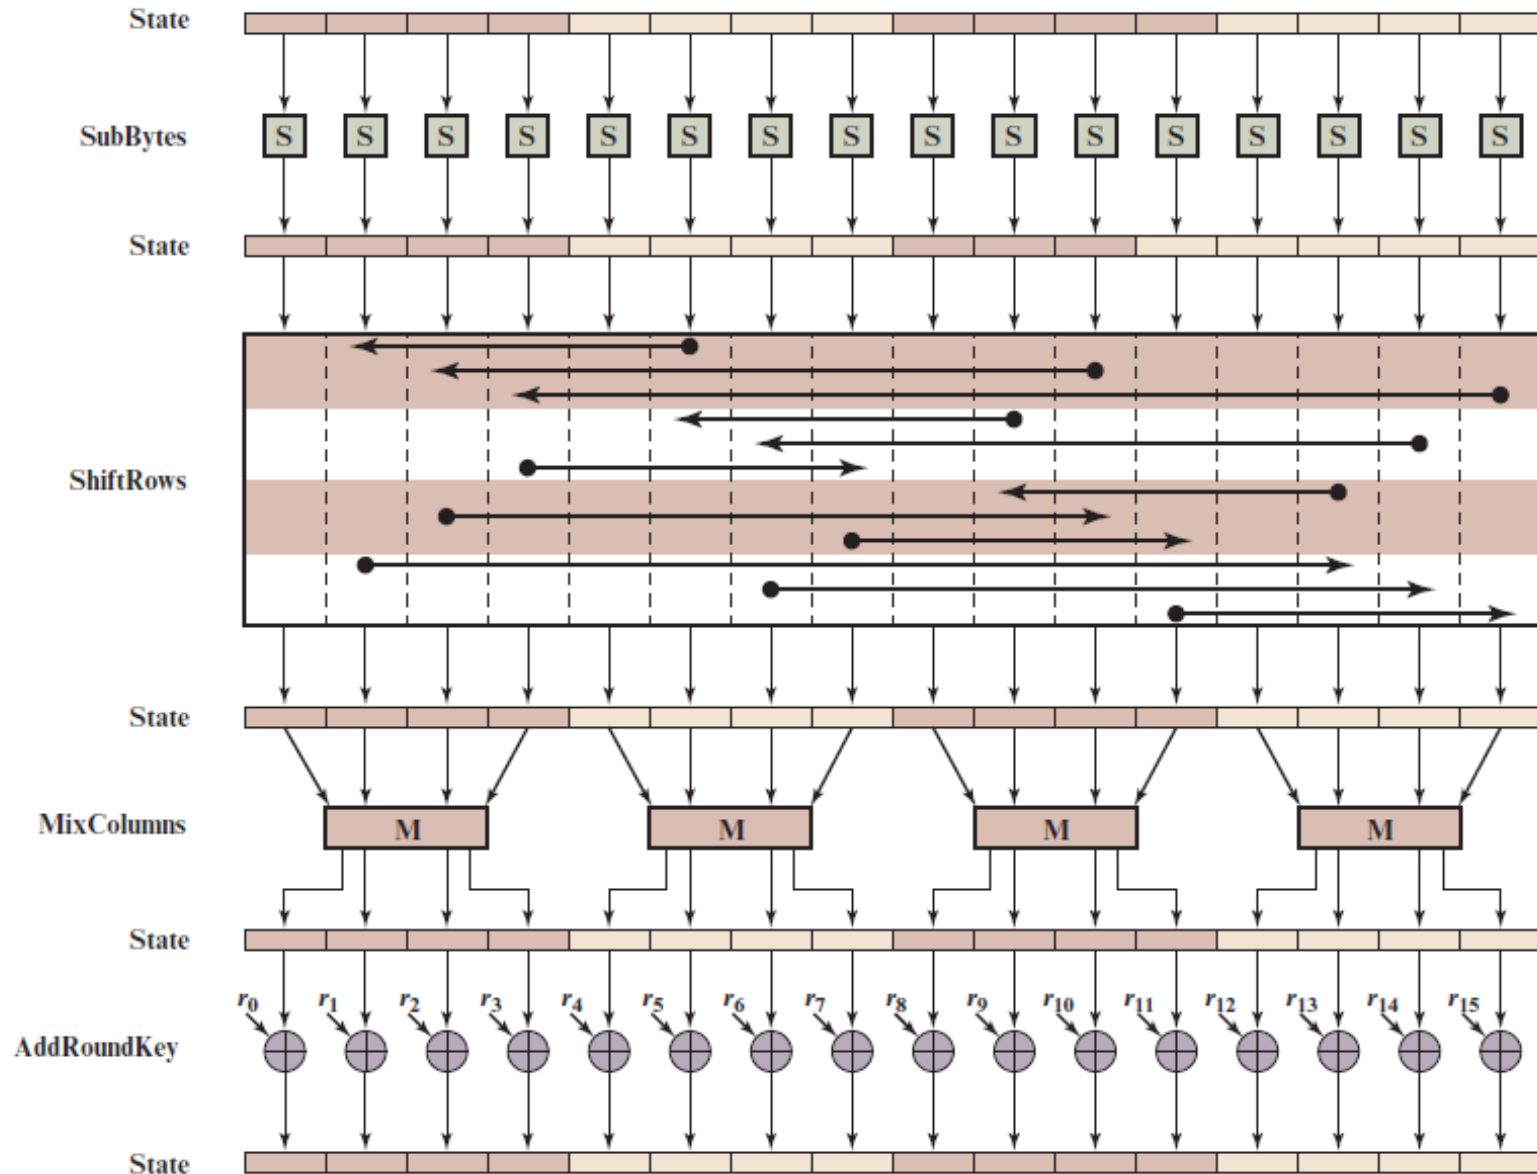 State
SubBytes S S S S S S S S S S S S S S S S
State
ShiftRows
State
MixColumns M M M M
State
r0 r1 r2 r3 r4 r5 r6 r7 r8 r9 r10 r11 r12 r13 r14 r15
AddRoundKey
State